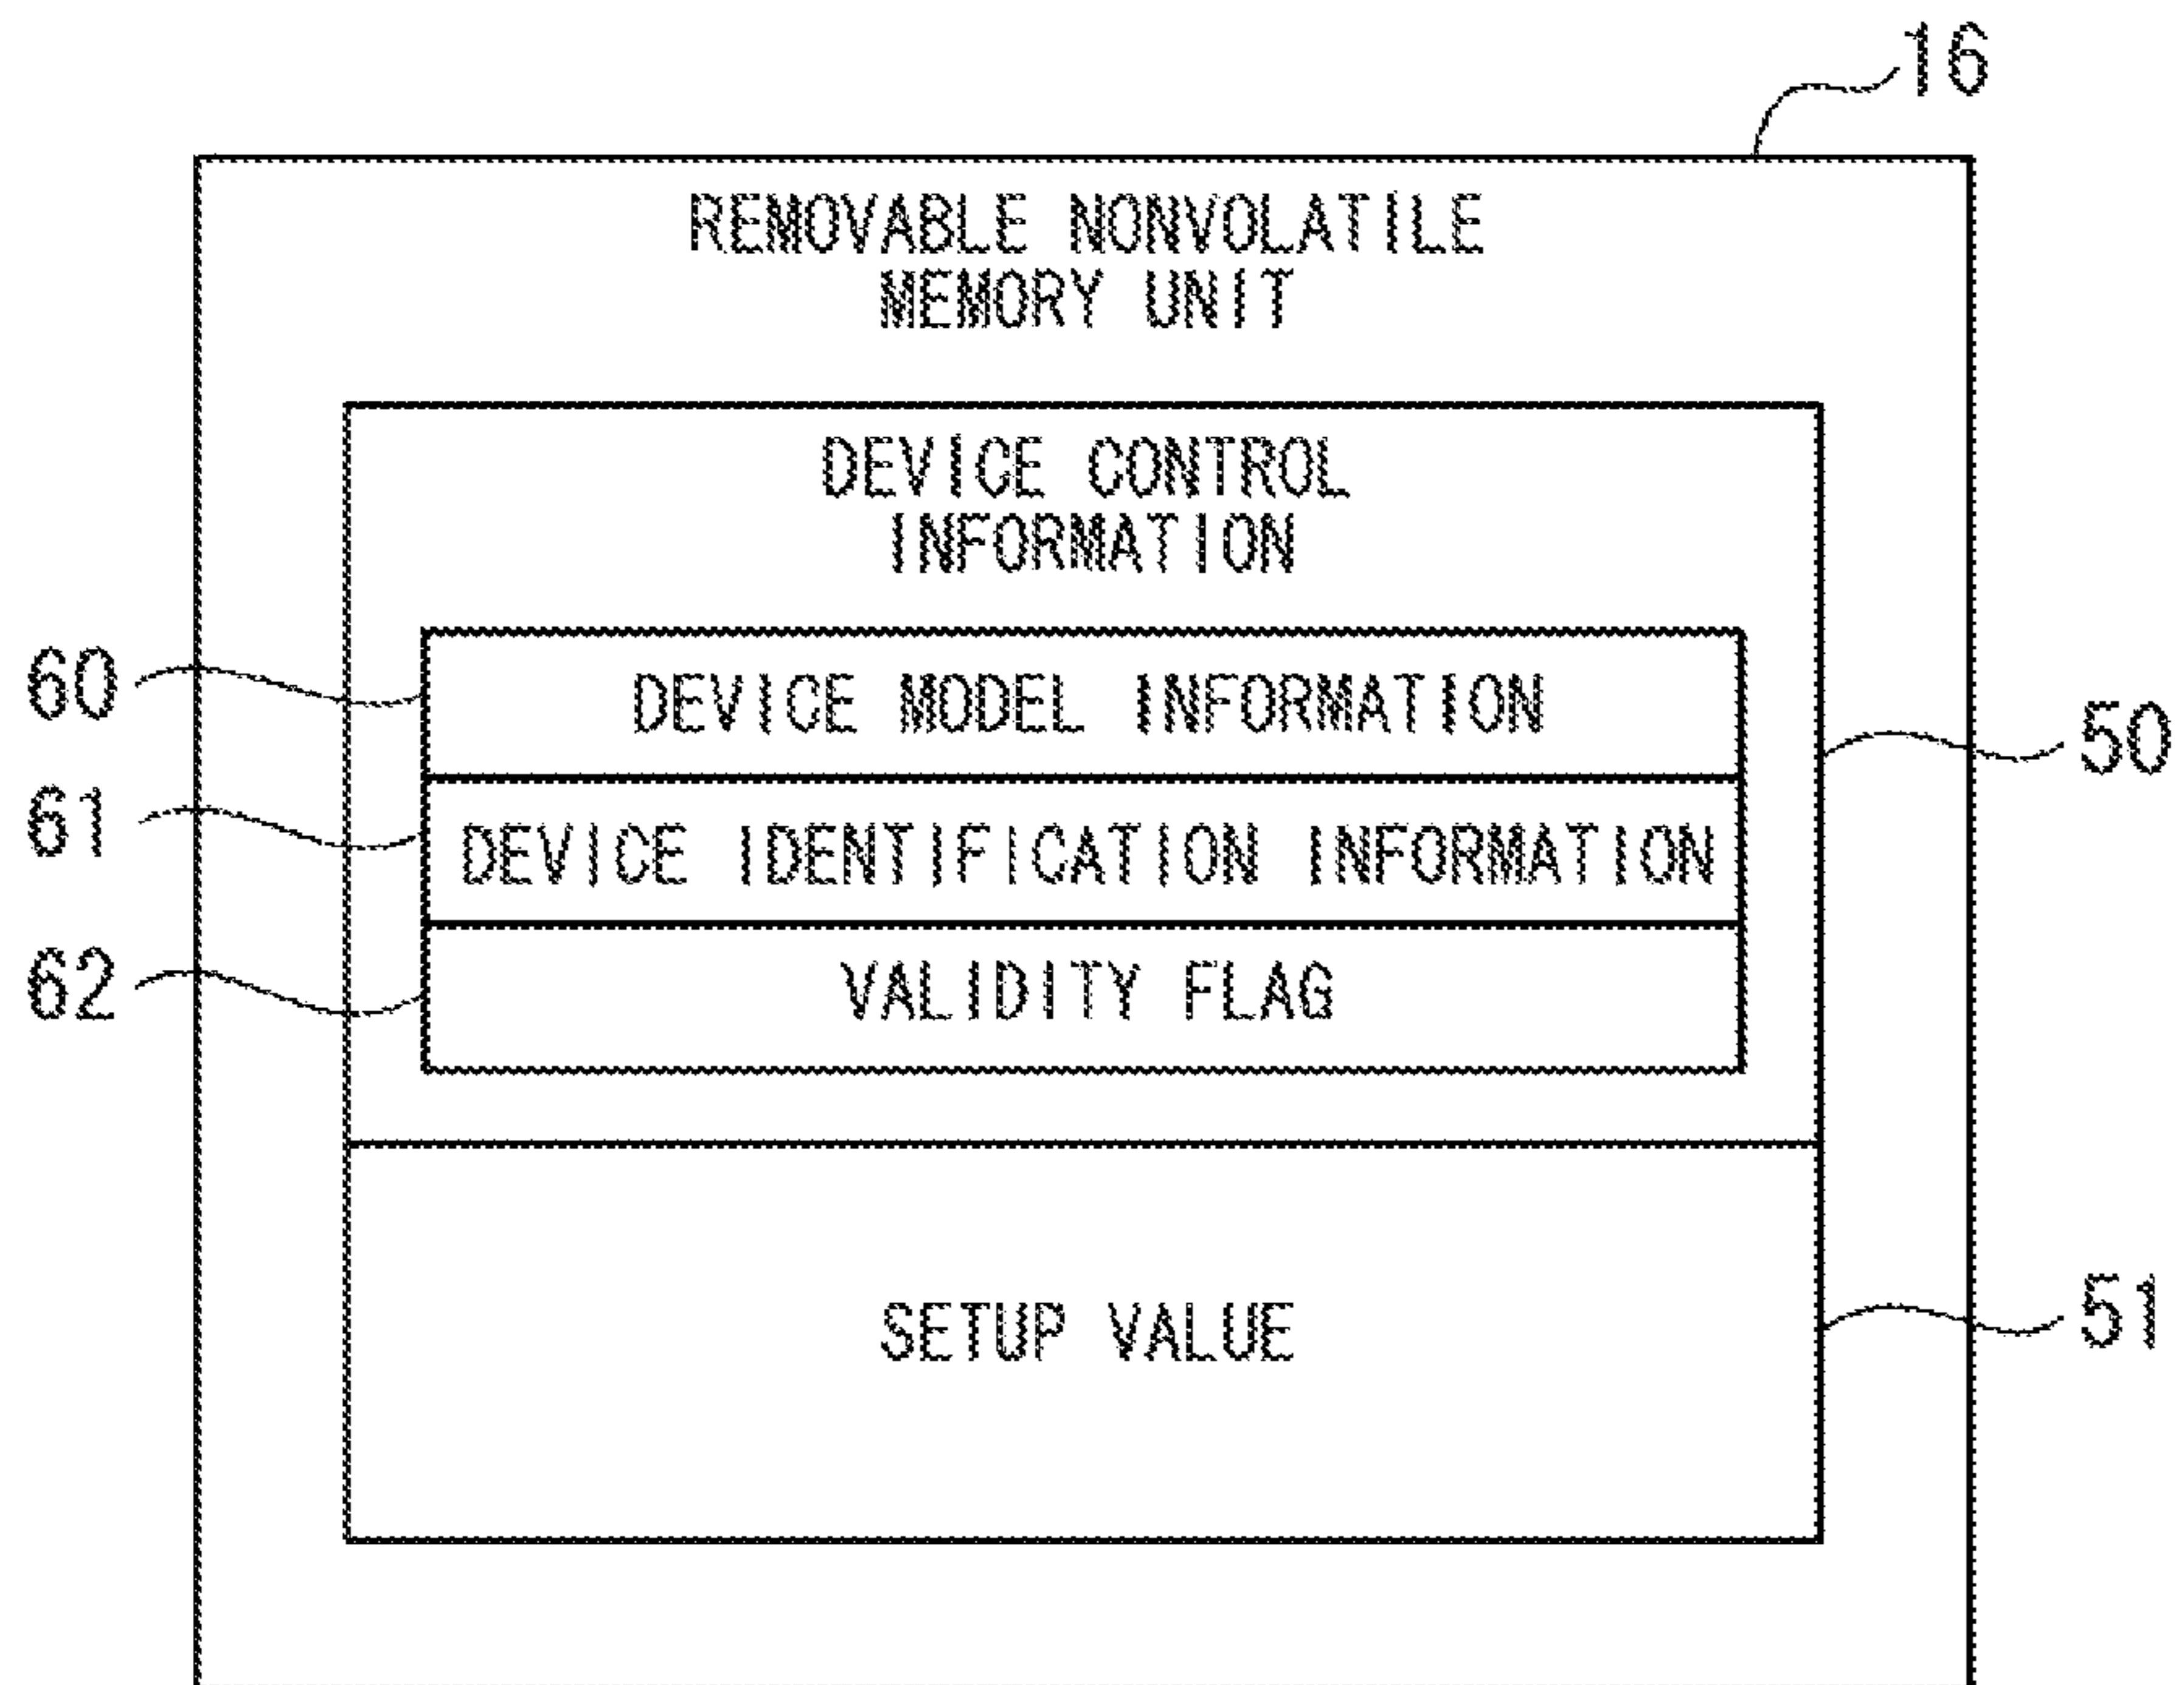 16
REMOVABLE NONVOLATILE
MEMORY UNIT
DEVICE CONTROL
INFORMATION
60
DEVICE MODEL INFORMATION
50
61
DEVICE IDENTIFICATION INFORMATION
62
VALIDITY FLAG
SETUP VALUE
51